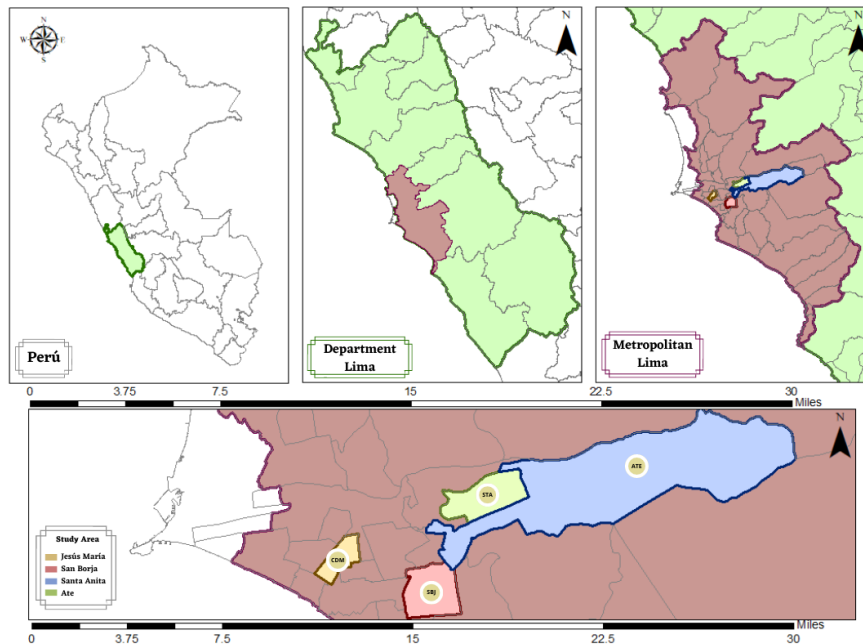 N
W E
S
Perú
N
Department
Lima
N
Metropolitan
Lima
0 3.75 7.5 15 22.5 30
Miles
N
ATE
STA
CDM
SBJ
Study Area
Jesús María
San Borja
Santa Anita
Ate
0 3.75 7.5 15 22.5 30
Miles